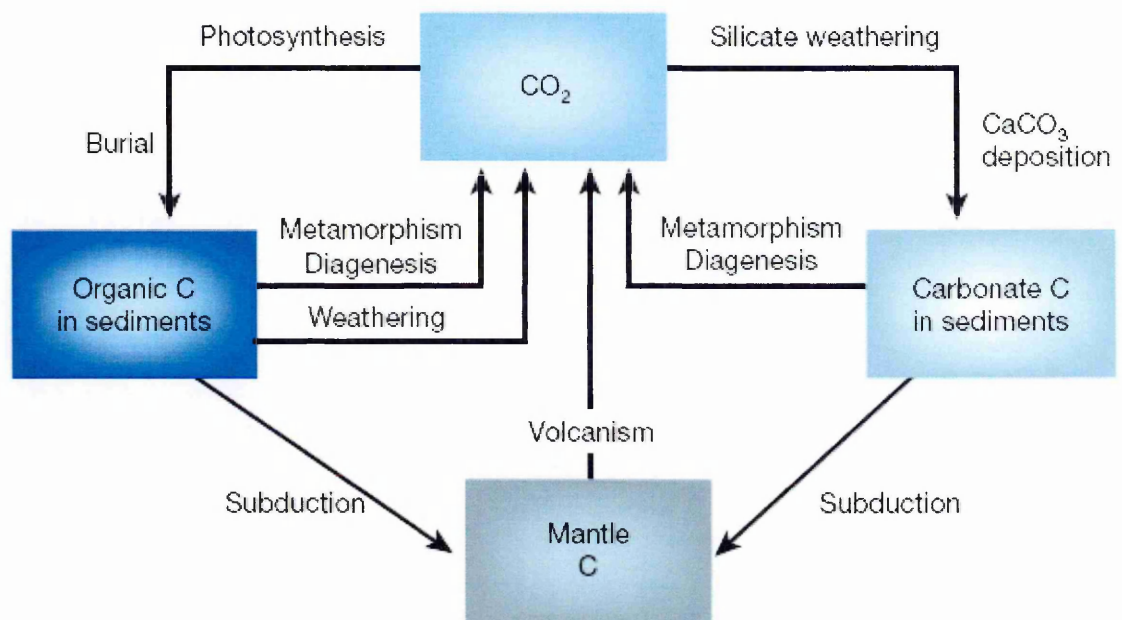 Photosynthesis
Silicate weathering
CO₂
Burial
CaCO₃
deposition
Metamorphism
Diagenesis
Metamorphism
Diagenesis
Organic C
in sediments
Weathering
Carbonate C
in sediments
Volcanism
Subduction
Subduction
Mantle
C